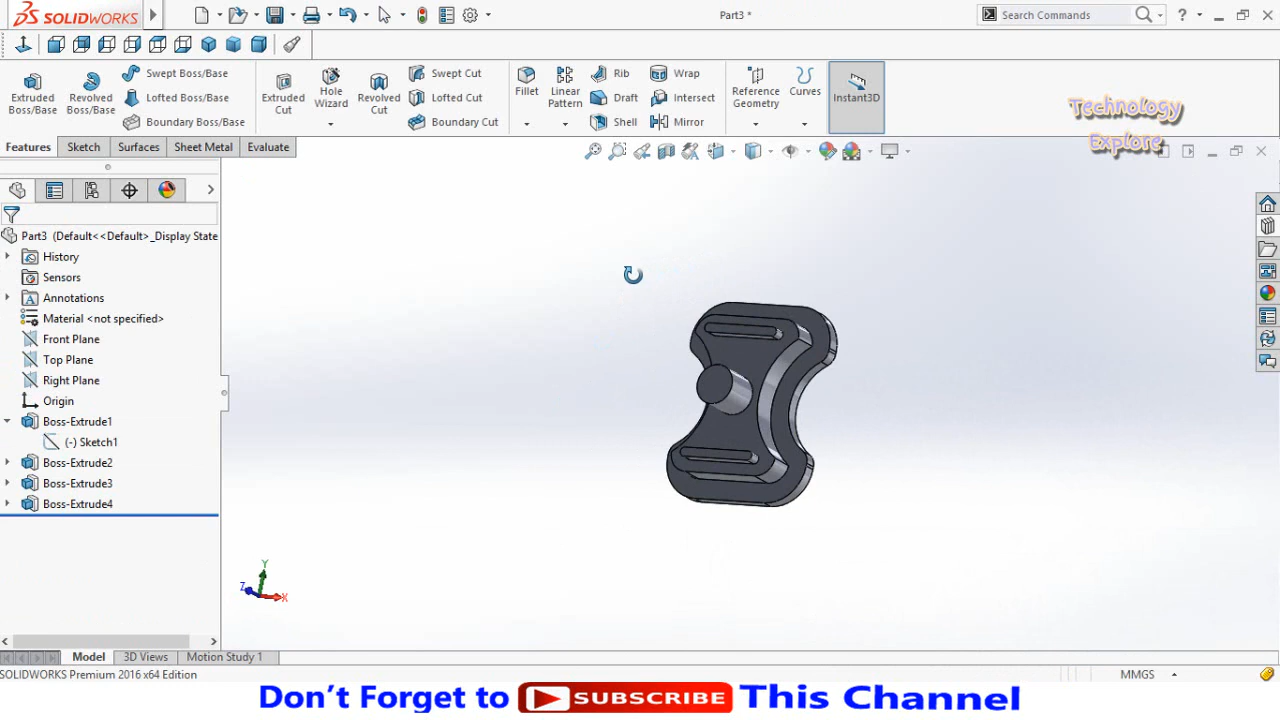 SOLIDWORKS
Part3 *
Search Commands
Extruded Boss/Base
Revolved Boss/Base
Swept Boss/Base
Lofted Boss/Base
Boundary Boss/Base
Extruded Cut
Hole Wizard
Revolved Cut
Swept Cut
Lofted Cut
Boundary Cut
Fillet
Linear Pattern
Rib
Draft
Shell
Wrap
Intersect
Mirror
Reference Geometry
Curves
Instant3D
Technology
Explore
Features
Sketch
Surfaces
Sheet Metal
Evaluate
Part3 (Default<<Default>_Display State
History
Sensors
Annotations
Material <not specified>
Front Plane
Top Plane
Right Plane
Origin
Boss-Extrude1
(-) Sketch1
Boss-Extrude2
Boss-Extrude3
Boss-Extrude4
Y
Z
X
Model
3D Views
Motion Study 1
SOLIDWORKS Premium 2016 x64 Edition
MMGS
Don't Forget to SUBSCRIBE This Channel